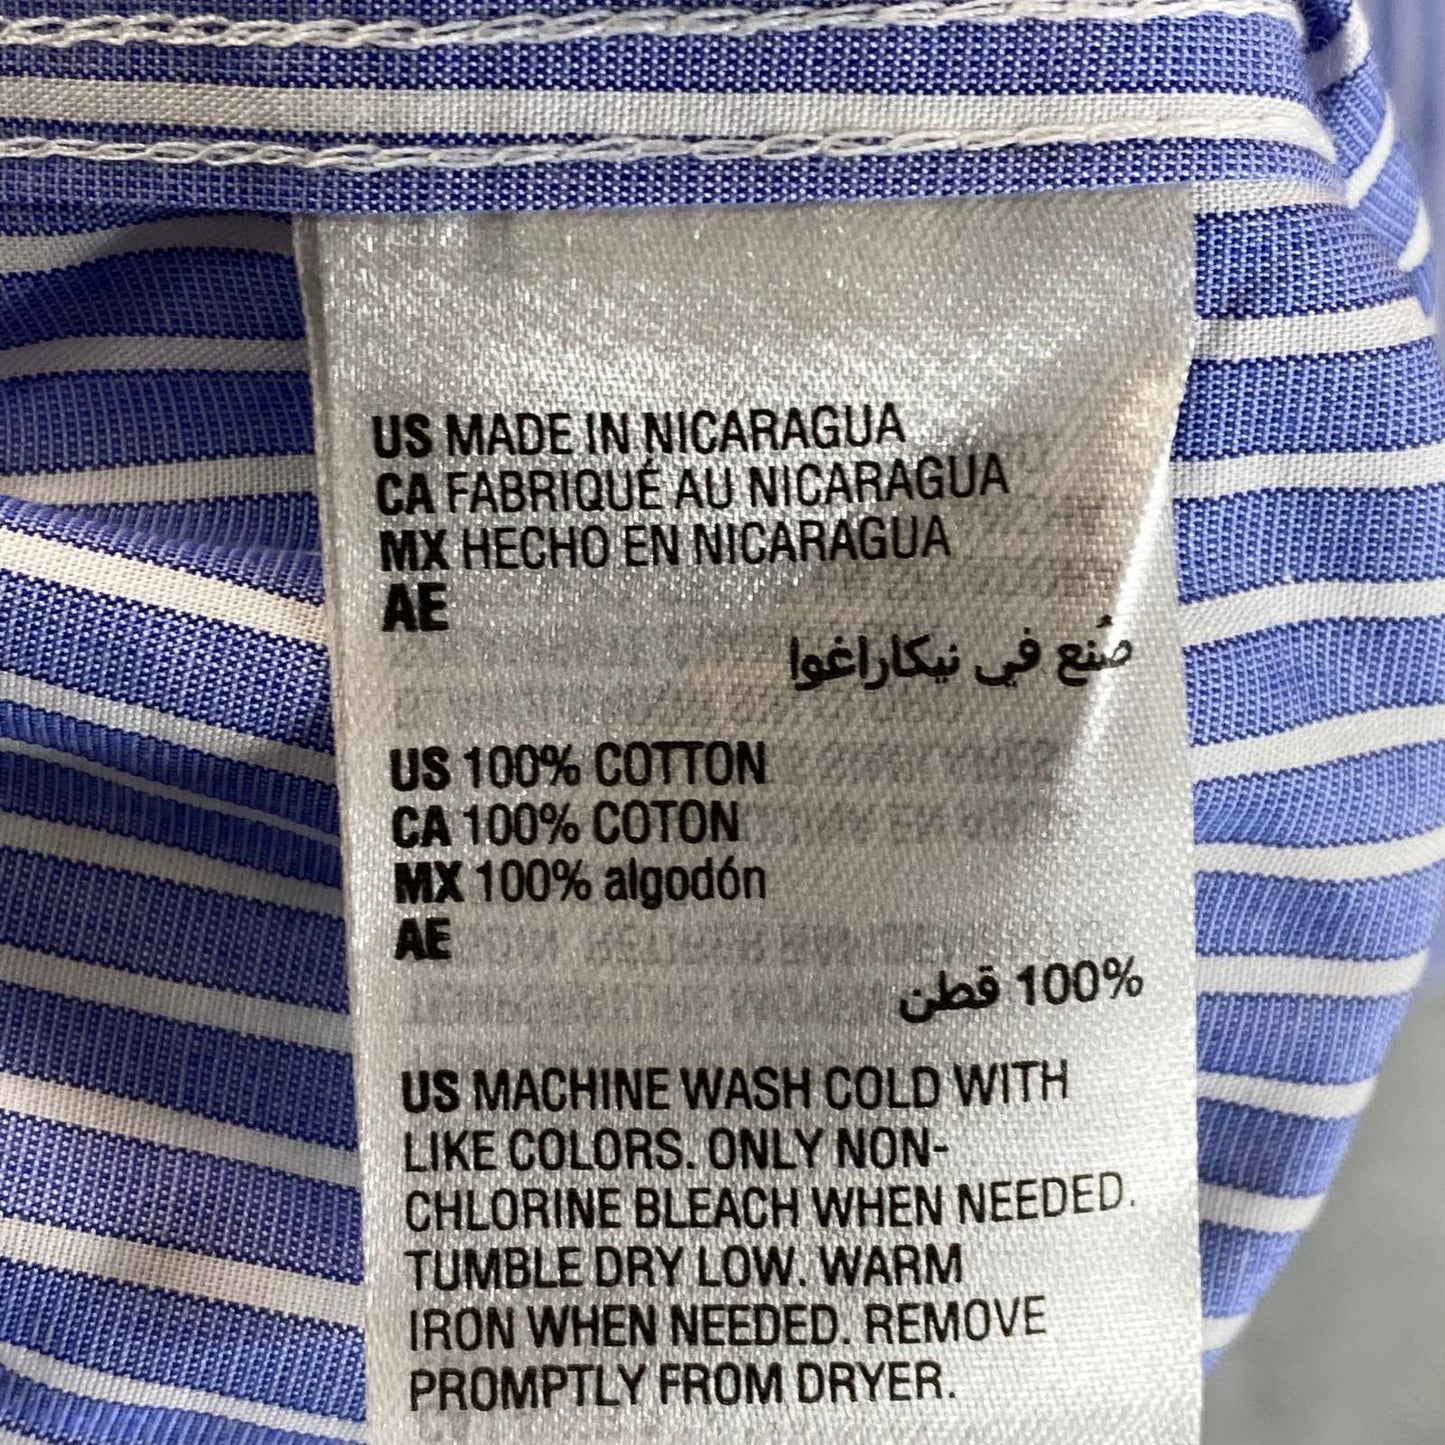 US MADE IN NICARAGUA
CA FABRIQUÉ AU NICARAGUA
MX HECHO EN NICARAGUA
AE
صُنع في نيكاراغوا
US 100% COTTON
CA 100% COTON
MX 100% algodón
AE
100% قطن
US MACHINE WASH COLD WITH
LIKE COLORS. ONLY NON-
CHLORINE BLEACH WHEN NEEDED.
TUMBLE DRY LOW. WARM
IRON WHEN NEEDED. REMOVE
PROMPTLY FROM DRYER.